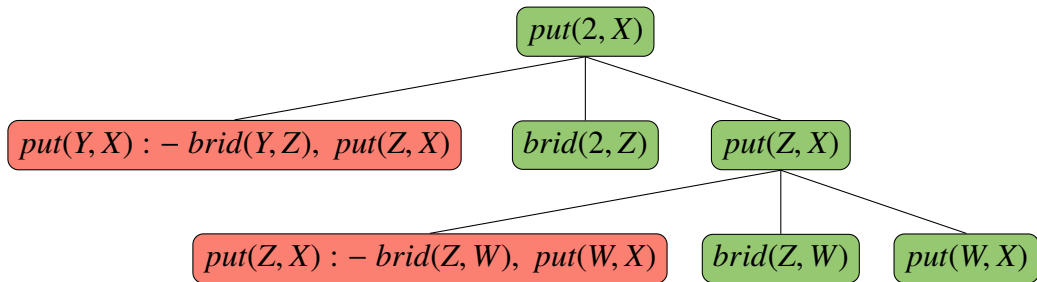 put(2, X)
put(Y, X) : − brid(Y, Z), put(Z, X)
brid(2, Z)
put(Z, X)
put(Z, X) : − brid(Z, W), put(W, X)
brid(Z, W)
put(W, X)